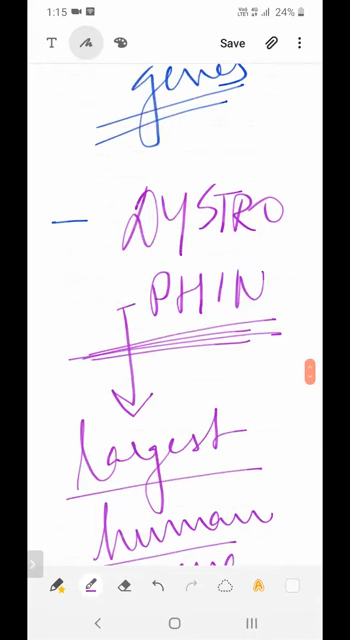 1:15
24%
T
Save
genes
- DYSTRO
PHIN
largest
human